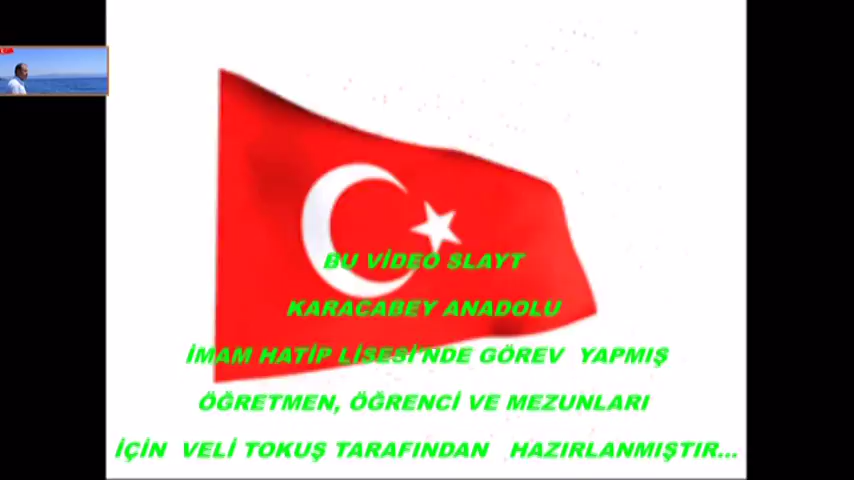 BU VİDEO SLAYT
KARACABEY ANADOLU
İMAM HATİP LİSESİ'NDE GÖREV YAPMIŞ
ÖĞRETMEN, ÖĞRENCİ VE MEZUNLARI
İÇİN VELİ TOKUŞ TARAFINDAN HAZIRLANMIŞTIR...